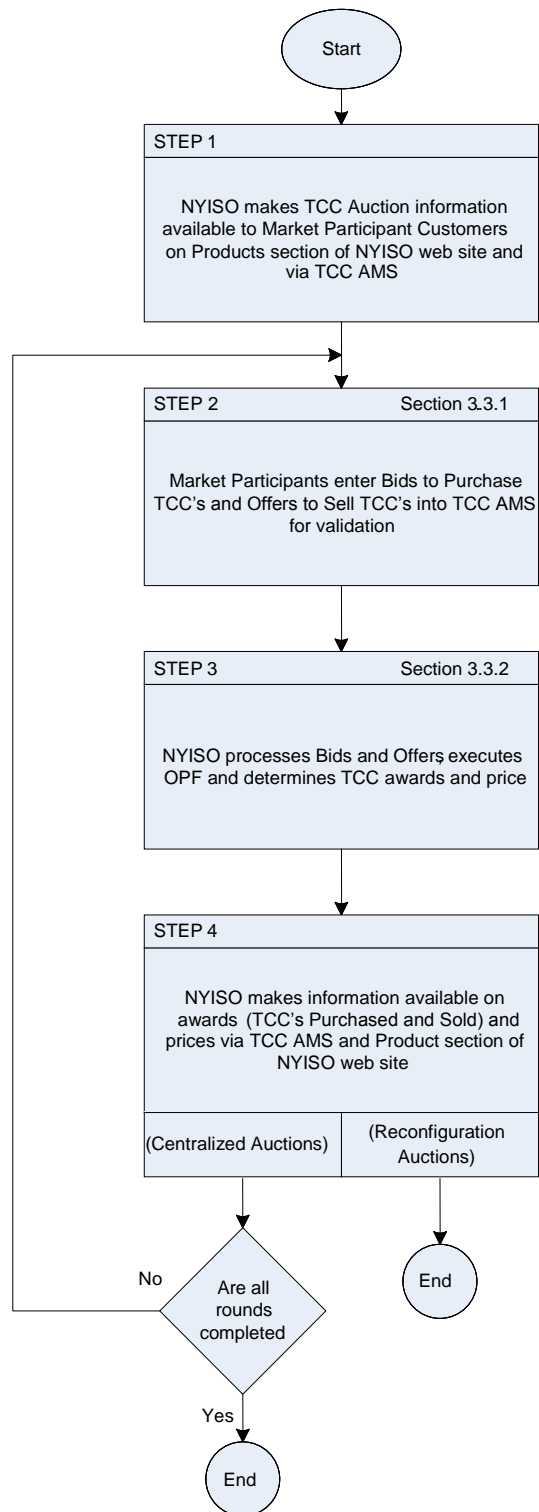 Start
STEP 1
NYISO makes TCC Auction information
available to Market Participant Customers
on Products section of NYISO web site and
via TCC AMS
STEP 2 Section 3.3.1
Market Participants enter Bids to Purchase
TCC's and Offers to Sell TCC's into TCC AMS
for validation
STEP 3 Section 3.3.2
NYISO processes Bids and Offers, executes
OPF and determines TCC awards and price
STEP 4
NYISO makes information available on
awards (TCC's Purchased and Sold) and
prices via TCC AMS and Product section of
NYISO web site
(Centralized Auctions)
(Reconfiguration
Auctions)
No
Are all
rounds
completed
End
Yes
End